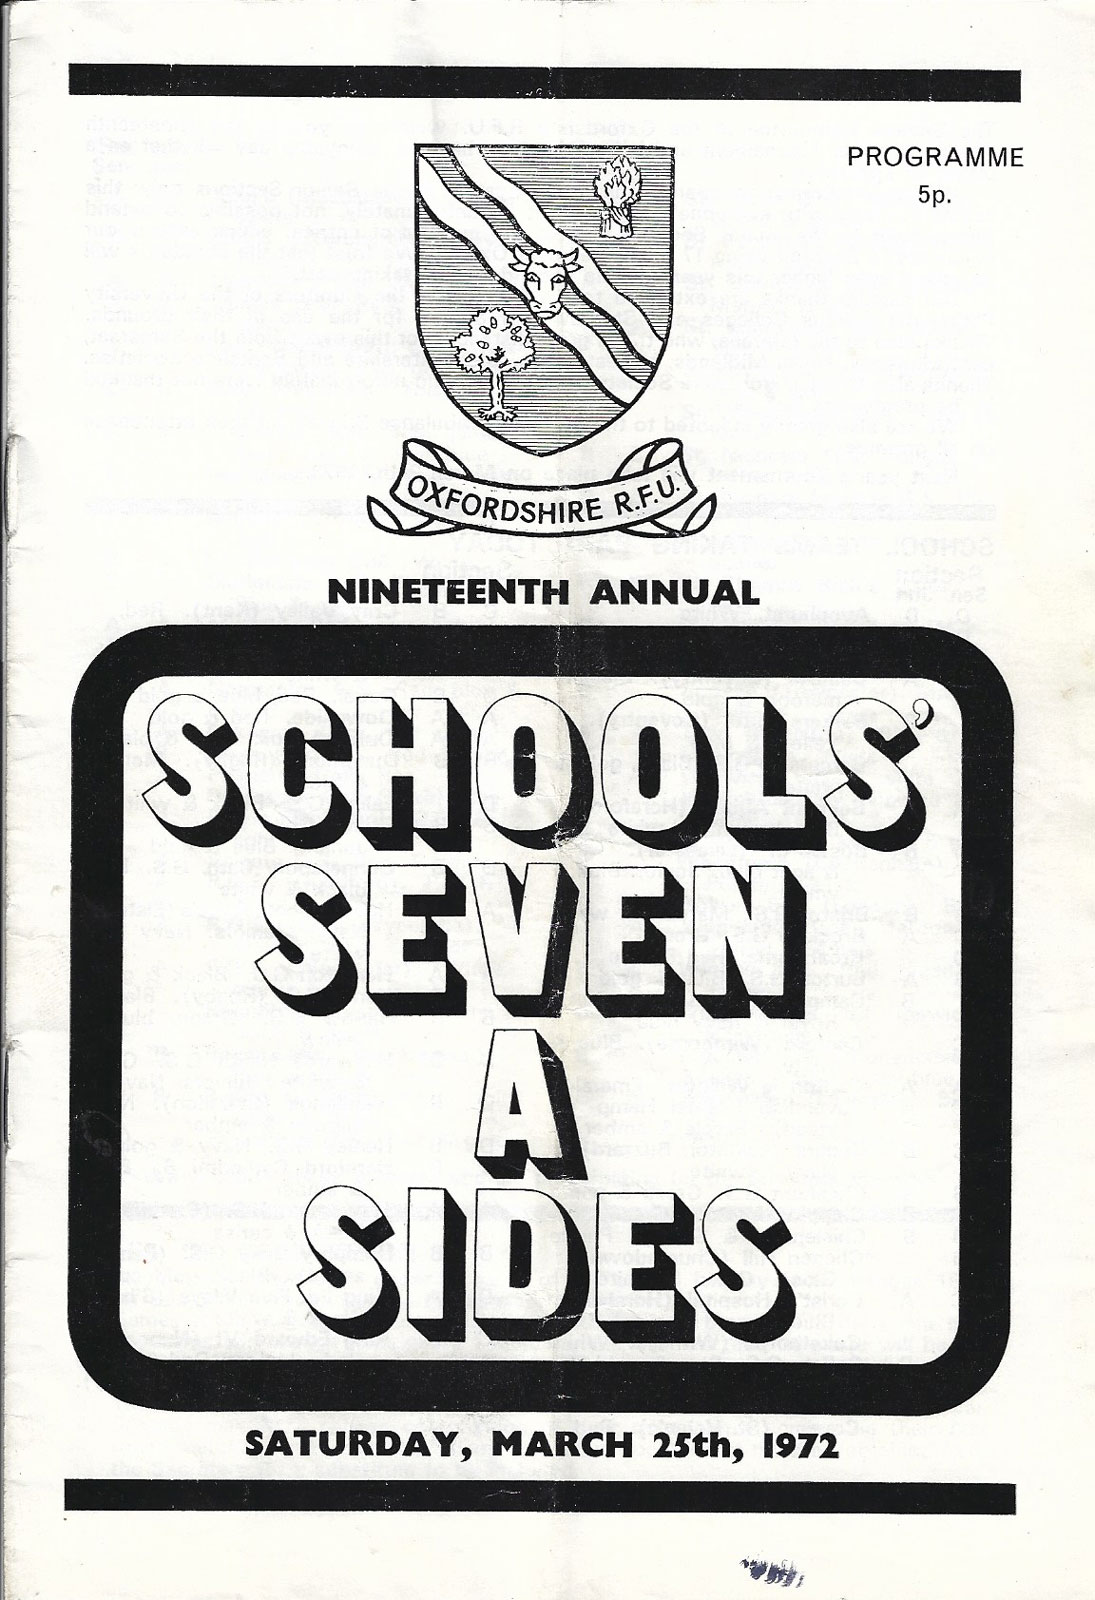 PROGRAMME
5p.
OXFORDSHIRE R.F.U.
NINETEENTH ANNUAL
SCHOOLS'
SEVEN
A
SIDES
SATURDAY, MARCH 25th, 1972